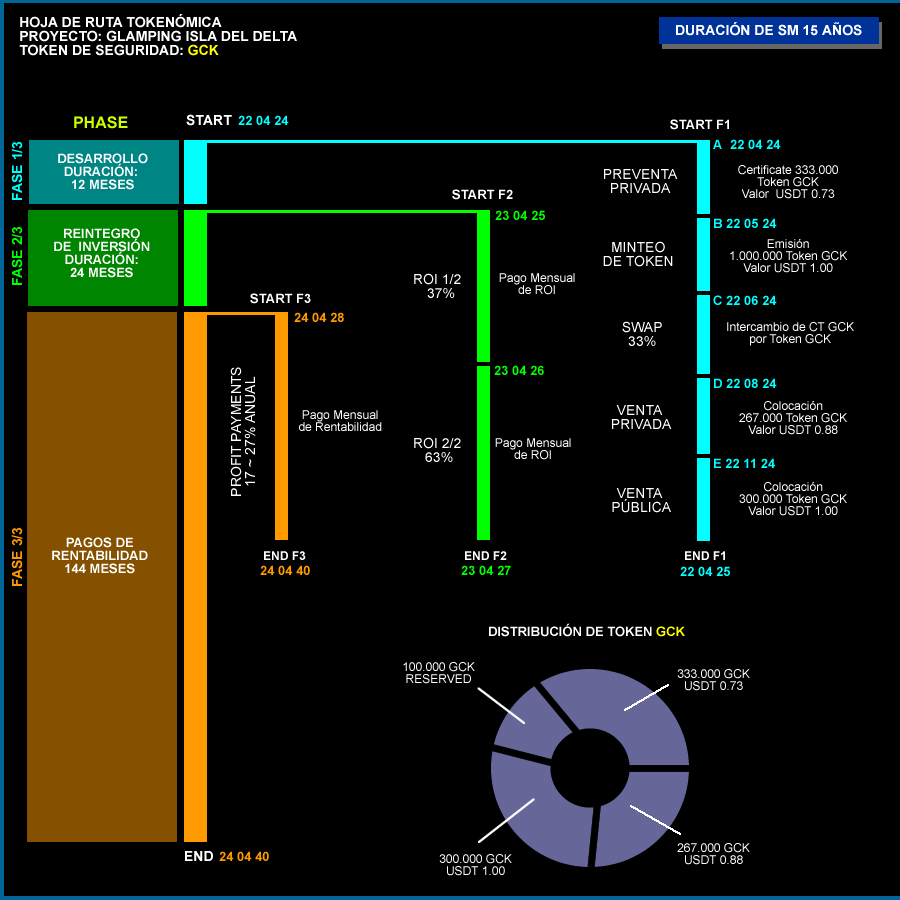 HOJA DE RUTA TOKENÓMICA
PROYECTO: GLAMPING ISLA DEL DELTA
TOKEN DE SEGURIDAD: GCK
DURACIÓN DE SM 15 AÑOS
PHASE
START 22 04 24
START F1
FASE 1/3
DESARROLLO
DURACIÓN:
12 MESES
A 22 04 24
PREVENTA
PRIVADA
Certificate 333.000
Token GCK
Valor USDT 0.73
START F2
23 04 25
FASE 2/3
REINTEGRO
DE INVERSIÓN
DURACIÓN:
24 MESES
B 22 05 24
MINTEO
DE TOKEN
Emisión
1.000.000 Token GCK
Valor USDT 1.00
ROI 1/2
37%
Pago Mensual
de ROI
START F3
24 04 28
C 22 06 24
SWAP
33%
Intercambio de CT GCK
por Token GCK
23 04 26
D 22 08 24
PROFIT PAYMENTS
17 ~ 27% ANUAL
Pago Mensual
de Rentabilidad
VENTA
PRIVADA
Colocación
267.000 Token GCK
Valor USDT 0.88
ROI 2/2
63%
Pago Mensual
de ROI
E 22 11 24
VENTA
PÚBLICA
Colocación
300.000 Token GCK
Valor USDT 1.00
FASE 3/3
PAGOS DE
RENTABILIDAD
144 MESES
END F3
24 04 40
END F2
23 04 27
END F1
22 04 25
DISTRIBUCIÓN DE TOKEN GCK
100.000 GCK
RESERVED
333.000 GCK
USDT 0.73
300.000 GCK
USDT 1.00
267.000 GCK
USDT 0.88
END 24 04 40